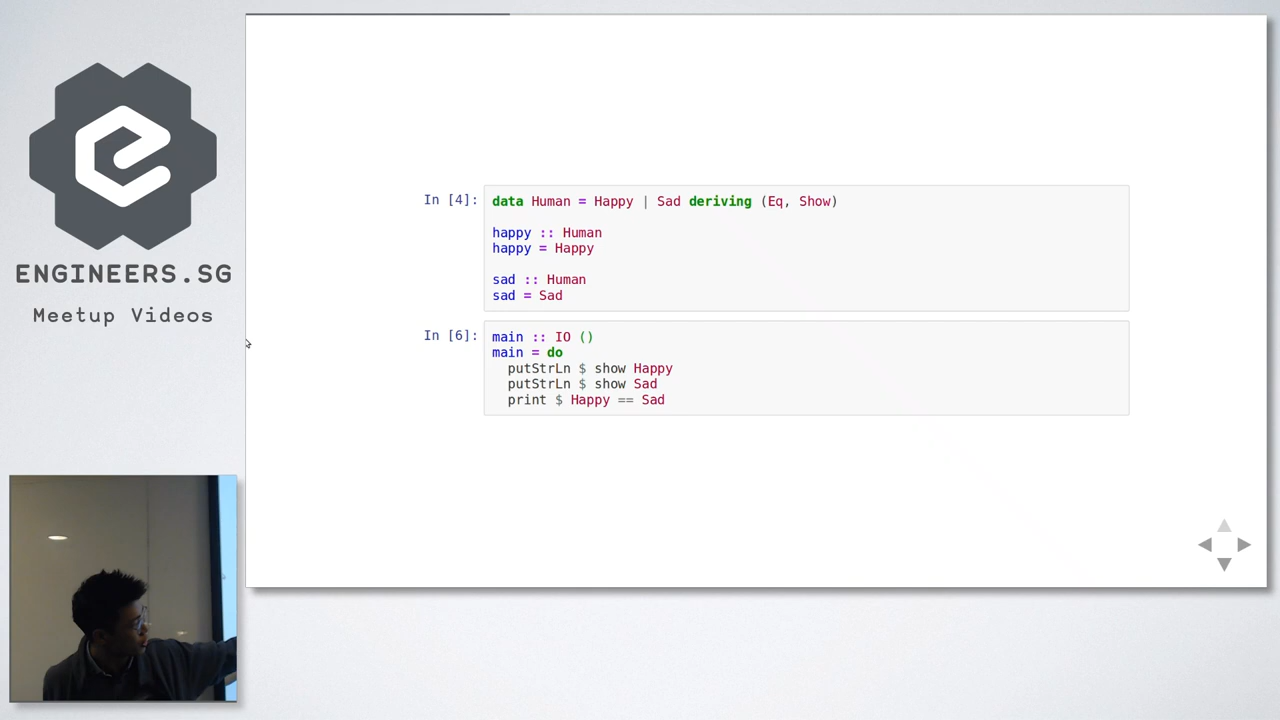 ENGINEERS.SG
Meetup Videos
In [4]:
data Human = Happy | Sad deriving (Eq, Show)
happy :: Human
happy = Happy
sad :: Human
sad = Sad
In [6]:
main :: IO ()
main = do
putStrLn $ show Happy
putStrLn $ show Sad
print $ Happy == Sad